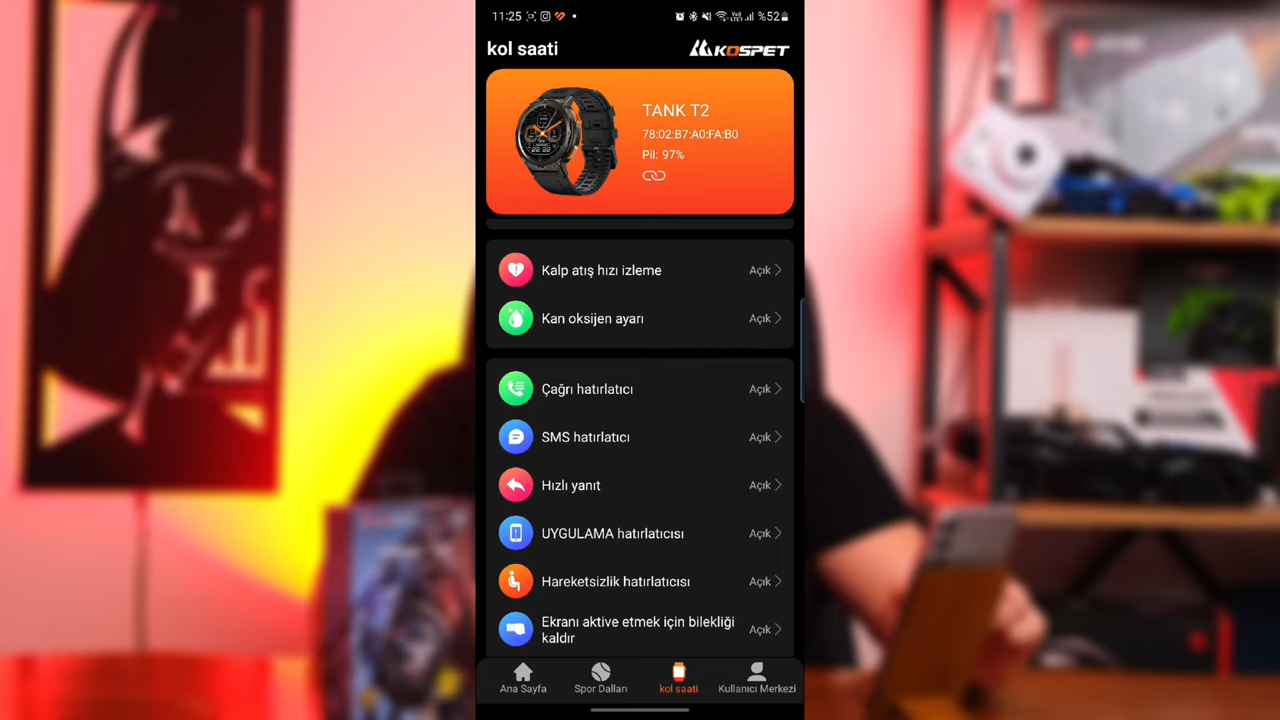 11:25
%52
kol saati
KOSPET
TANK T2
78:02:B7:A0:FA:B0
Pil: 97%
Kalp atış hızı izleme Açık
Kan oksijen ayarı Açık
Çağrı hatırlatıcı Açık
SMS hatırlatıcı Açık
Hızlı yanıt Açık
UYGULAMA hatırlatıcısı Açık
Hareketsizlik hatırlatıcısı Açık
Ekranı aktive etmek için bilekliği
kaldır Açık
Ana Sayfa Spor Dalları kol saati Kullanıcı Merkezi